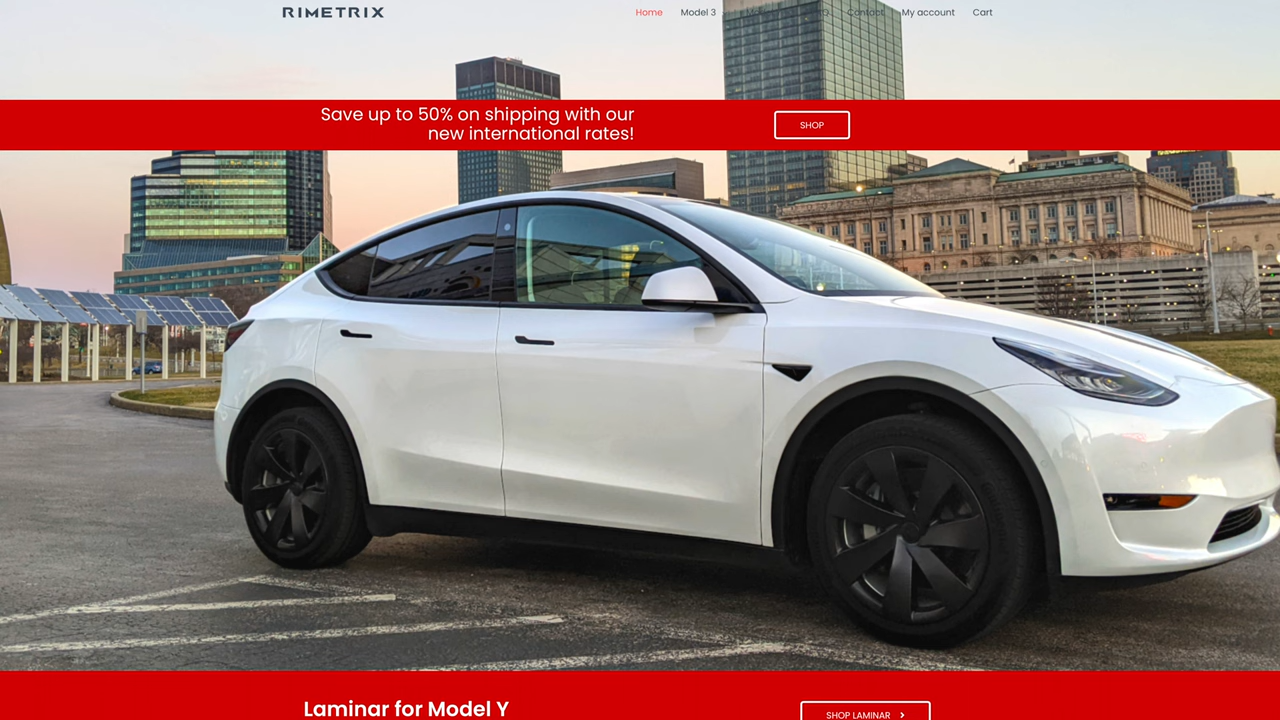 RIMETRIX
Home Model 3 Contact My account Cart
Save up to 50% on shipping with our
new international rates!
SHOP
Laminar for Model Y
SHOP LAMINAR